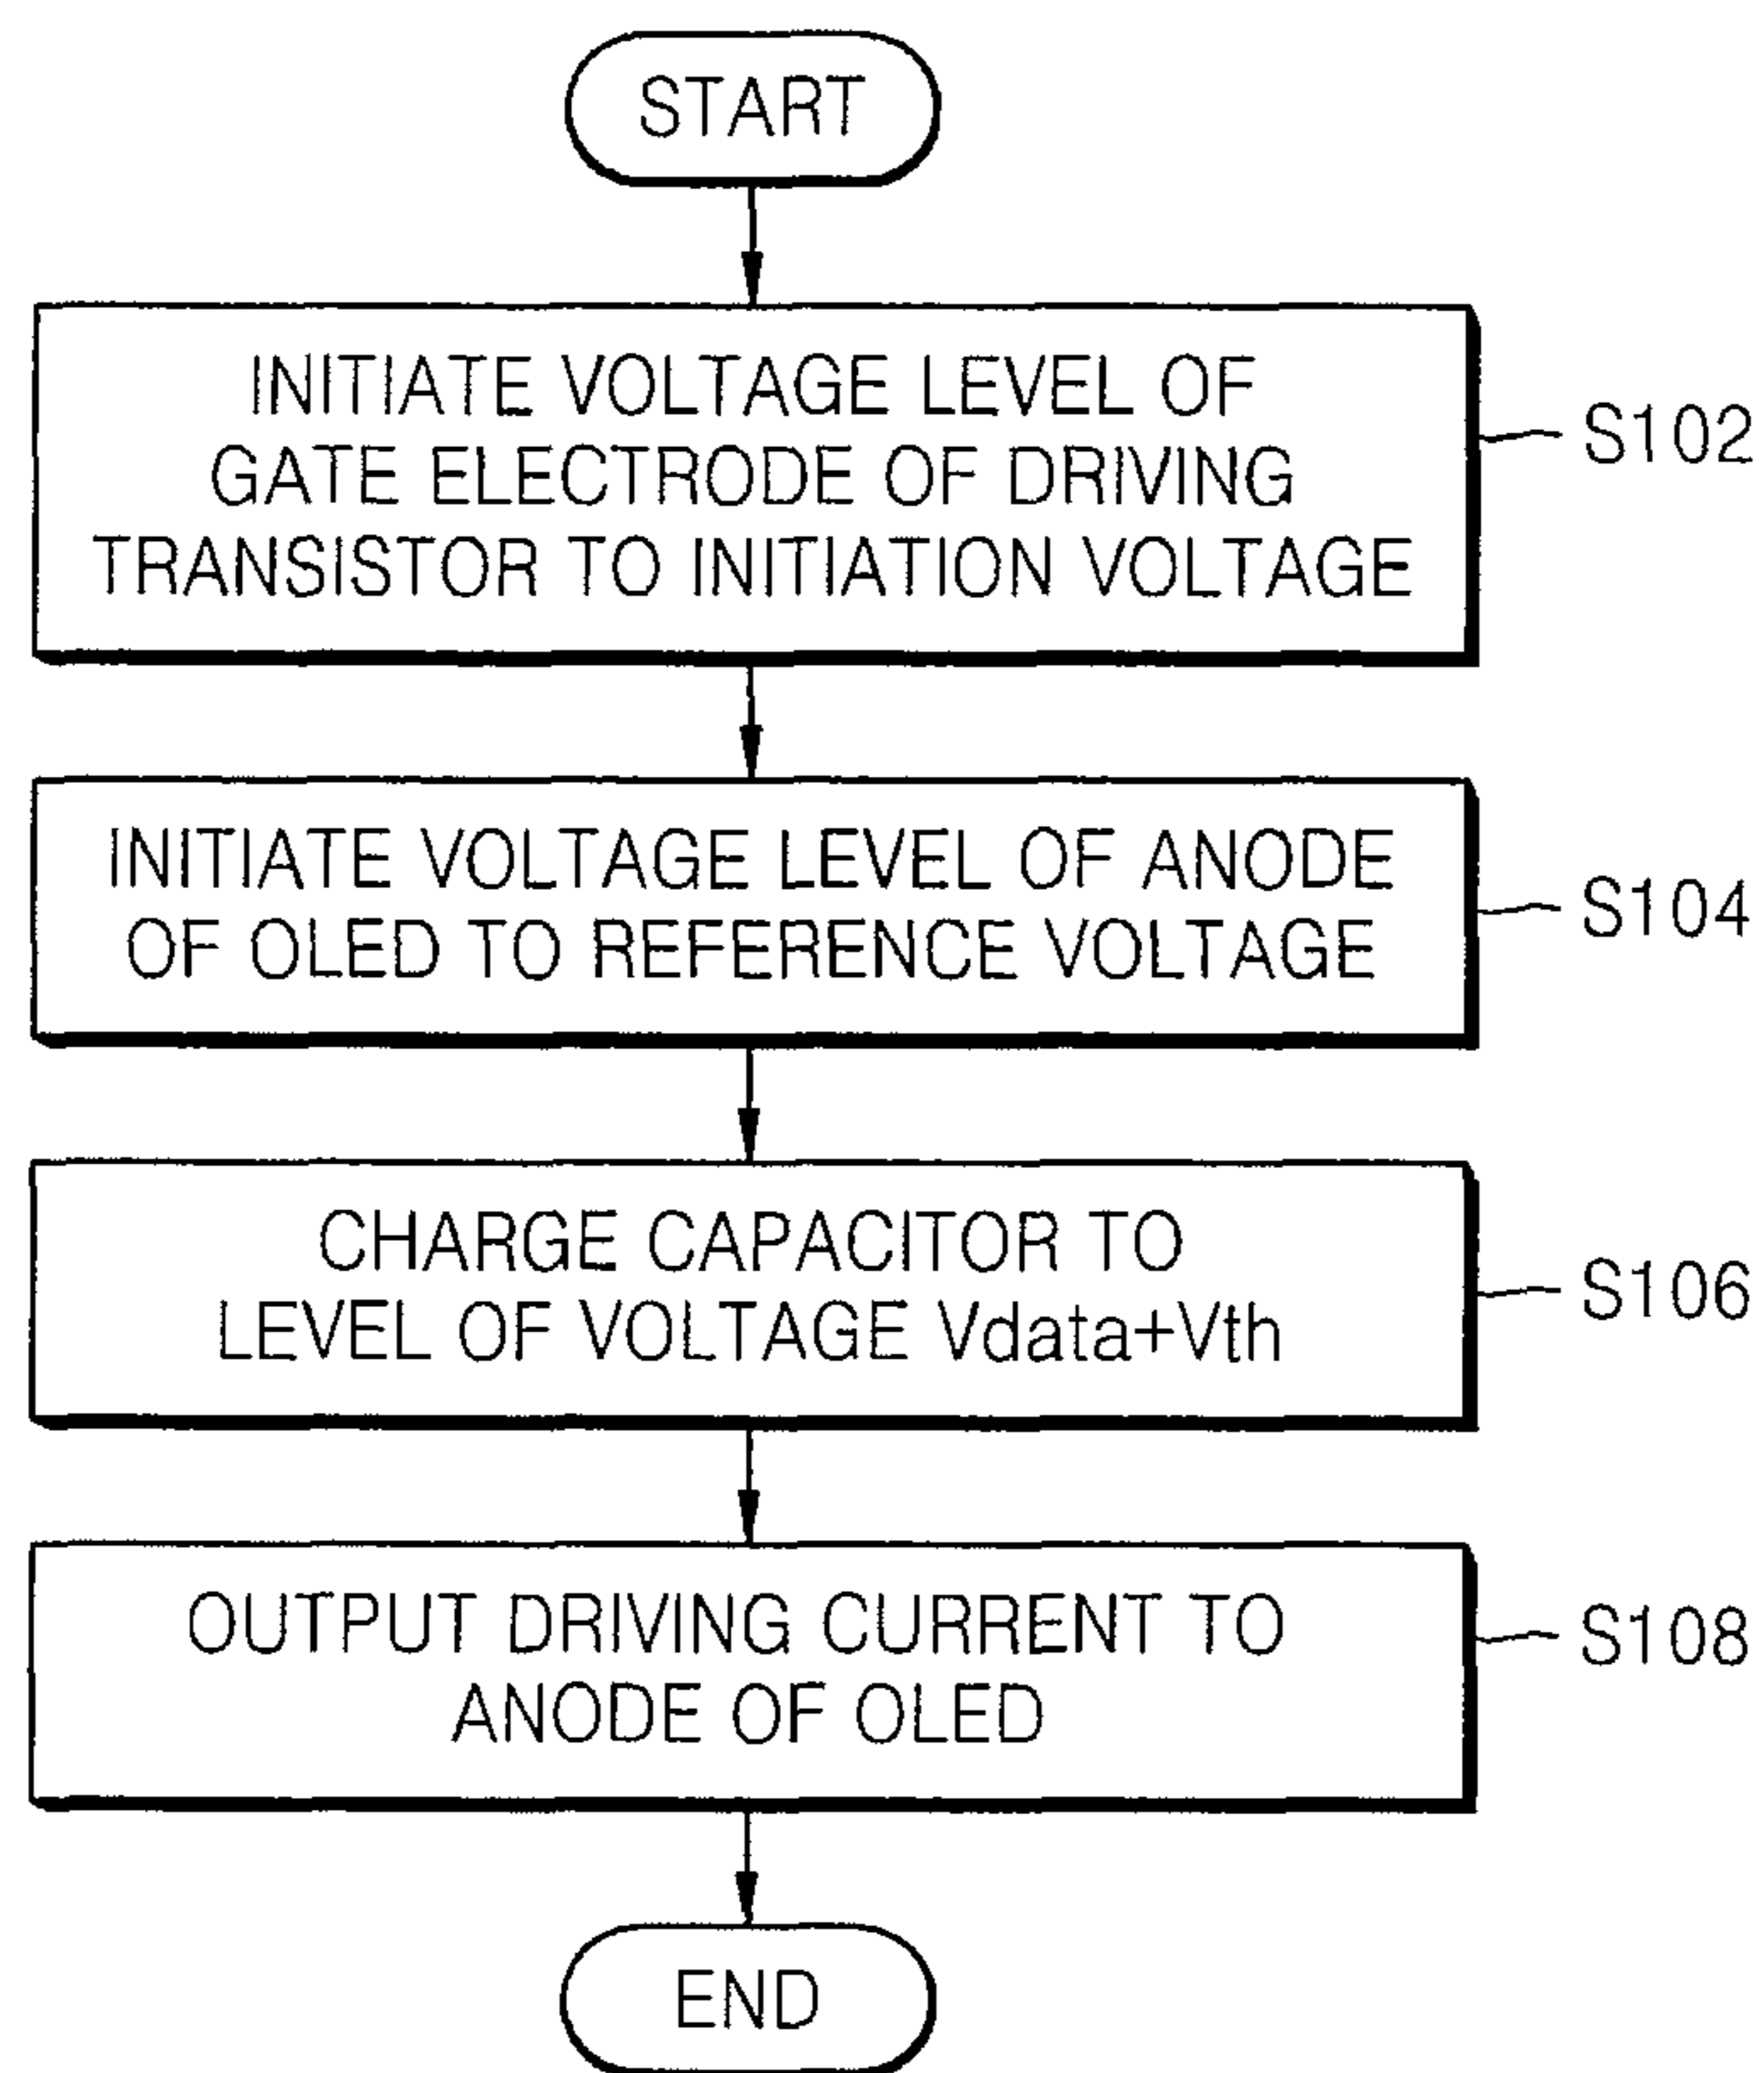 START
INITIATE VOLTAGE LEVEL OF
GATE ELECTRODE OF DRIVING
TRANSISTOR TO INITIATION VOLTAGE
S102
INITIATE VOLTAGE LEVEL OF ANODE
OF OLED TO REFERENCE VOLTAGE
S104
CHARGE CAPACITOR TO
LEVEL OF VOLTAGE Vdata+Vth
S106
OUTPUT DRIVING CURRENT TO
ANODE OF OLED
S108
END